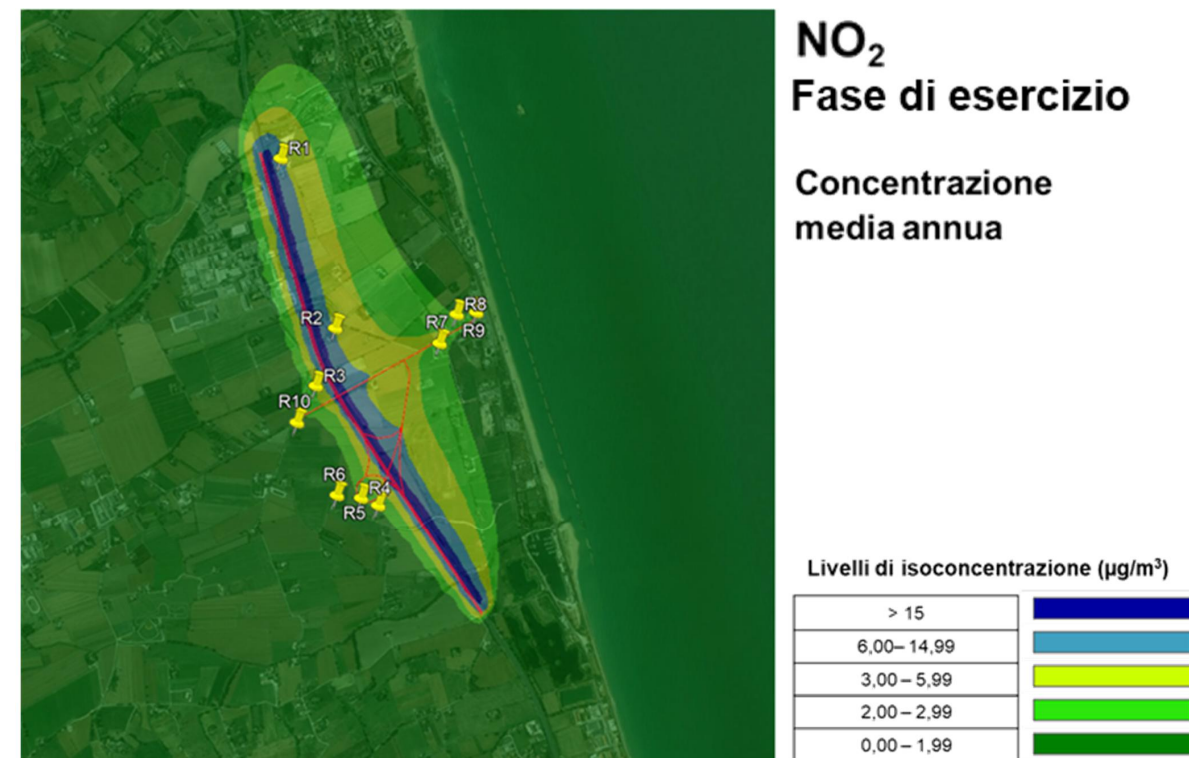 NO₂
Fase di esercizio
Concentrazione
media annua
R1
R2
R8
R7
R9
R3
R10
R6
R4
R5
Livelli di isoconcentrazione (µg/m³)
> 15
6,00– 14,99
3,00 – 5,99
2,00 – 2,99
0,00 – 1,99